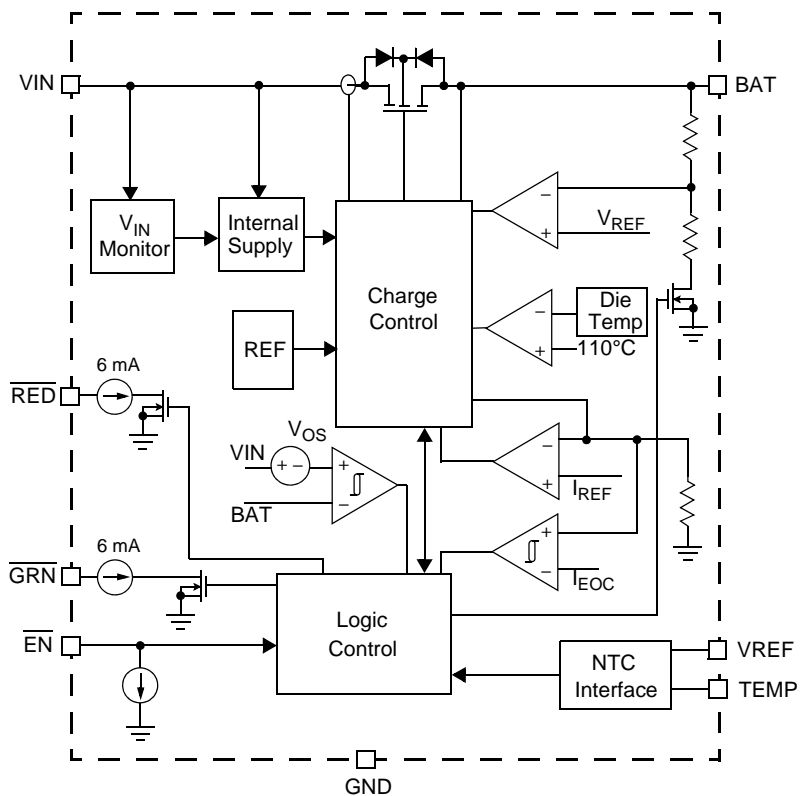 VIN
BAT
V_IN
Monitor
Internal
Supply
Charge
Control
−
+
V_REF
REF
−
+
Die
Temp
110°C
6 mA
RED
V_OS
VIN
+ −
+
−
BAT
−
+
I_REF
6 mA
GRN
+
−
I_EOC
EN
Logic
Control
NTC
Interface
VREF
TEMP
GND